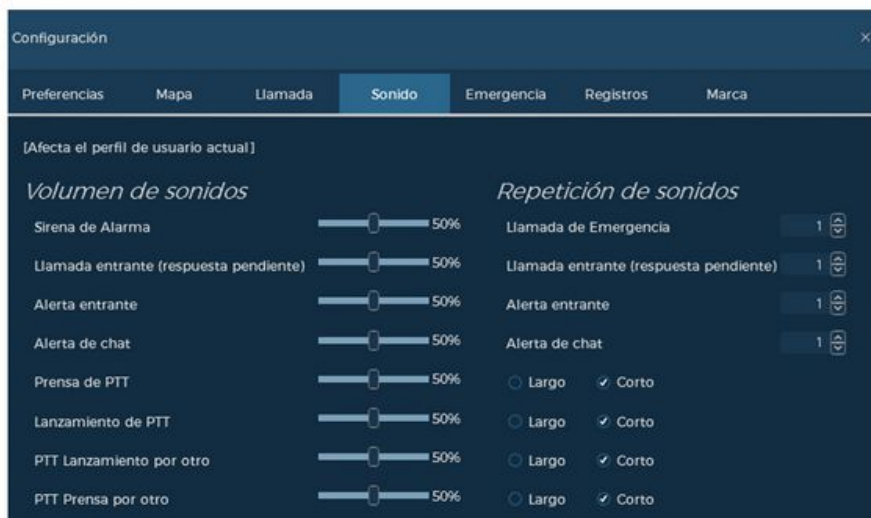 Configuración
Preferencias Mapa Llamada Sonido Emergencia Registros Marca
[Afecta el perfil de usuario actual]
Volumen de sonidos Repetición de sonidos
Sirena de Alarma 50% Llamada de Emergencia 1
Llamada entrante (respuesta pendiente) 50% Llamada entrante (respuesta pendiente) 1
Alerta entrante 50% Alerta entrante 1
Alerta de chat 50% Alerta de chat 1
Prensa de PTT 50% Largo Corto
Lanzamiento de PTT 50% Largo Corto
PTT Lanzamiento por otro 50% Largo Corto
PTT Prensa por otro 50% Largo Corto